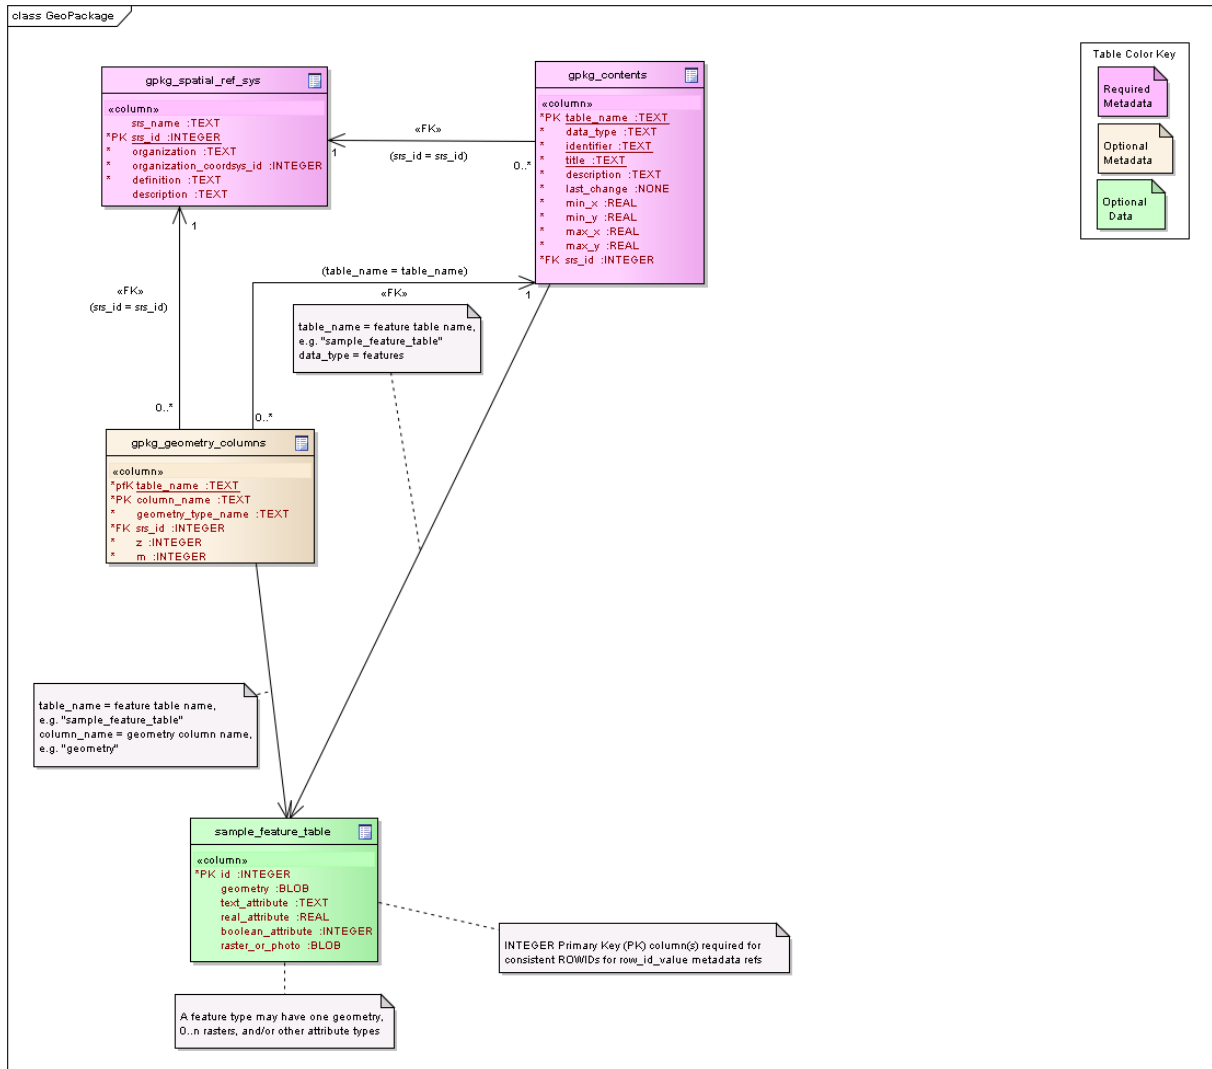 class GeoPackage
gpkg_spatial_ref_sys
«column»
srs_name :TEXT
*PK srs_id :INTEGER
* organization :TEXT
* organization_coordsys_id :INTEGER
* definition :TEXT
description :TEXT
«FK»
(srs_id = srs_id)
1
0..*
gpkg_contents
«column»
*PK table_name :TEXT
* data_type :TEXT
* identifier :TEXT
* title :TEXT
* description :TEXT
* last_change :NONE
* min_x :REAL
* min_y :REAL
* max_x :REAL
* max_y :REAL
*FK srs_id :INTEGER
Table Color Key
Required
Metadata
Optional
Metadata
Optional
Data
1
«FK»
(srs_id = srs_id)
0..*
(table_name = table_name)
«FK»
1
0..*
table_name = feature table name,
e.g. "sample_feature_table"
data_type = features
gpkg_geometry_columns
«column»
*pfK table_name :TEXT
*PK column_name :TEXT
* geometry_type_name :TEXT
*FK srs_id :INTEGER
* z :INTEGER
* m :INTEGER
table_name = feature table name,
e.g. "sample_feature_table"
column_name = geometry column name,
e.g. "geometry"
sample_feature_table
«column»
*PK id :INTEGER
geometry :BLOB
text_attribute :TEXT
real_attribute :REAL
boolean_attribute :INTEGER
raster_or_photo :BLOB
INTEGER Primary Key (PK) column(s) required for
consistent ROWIDs for row_id_value metadata refs
A feature type may have one geometry,
0..n rasters, and/or other attribute types